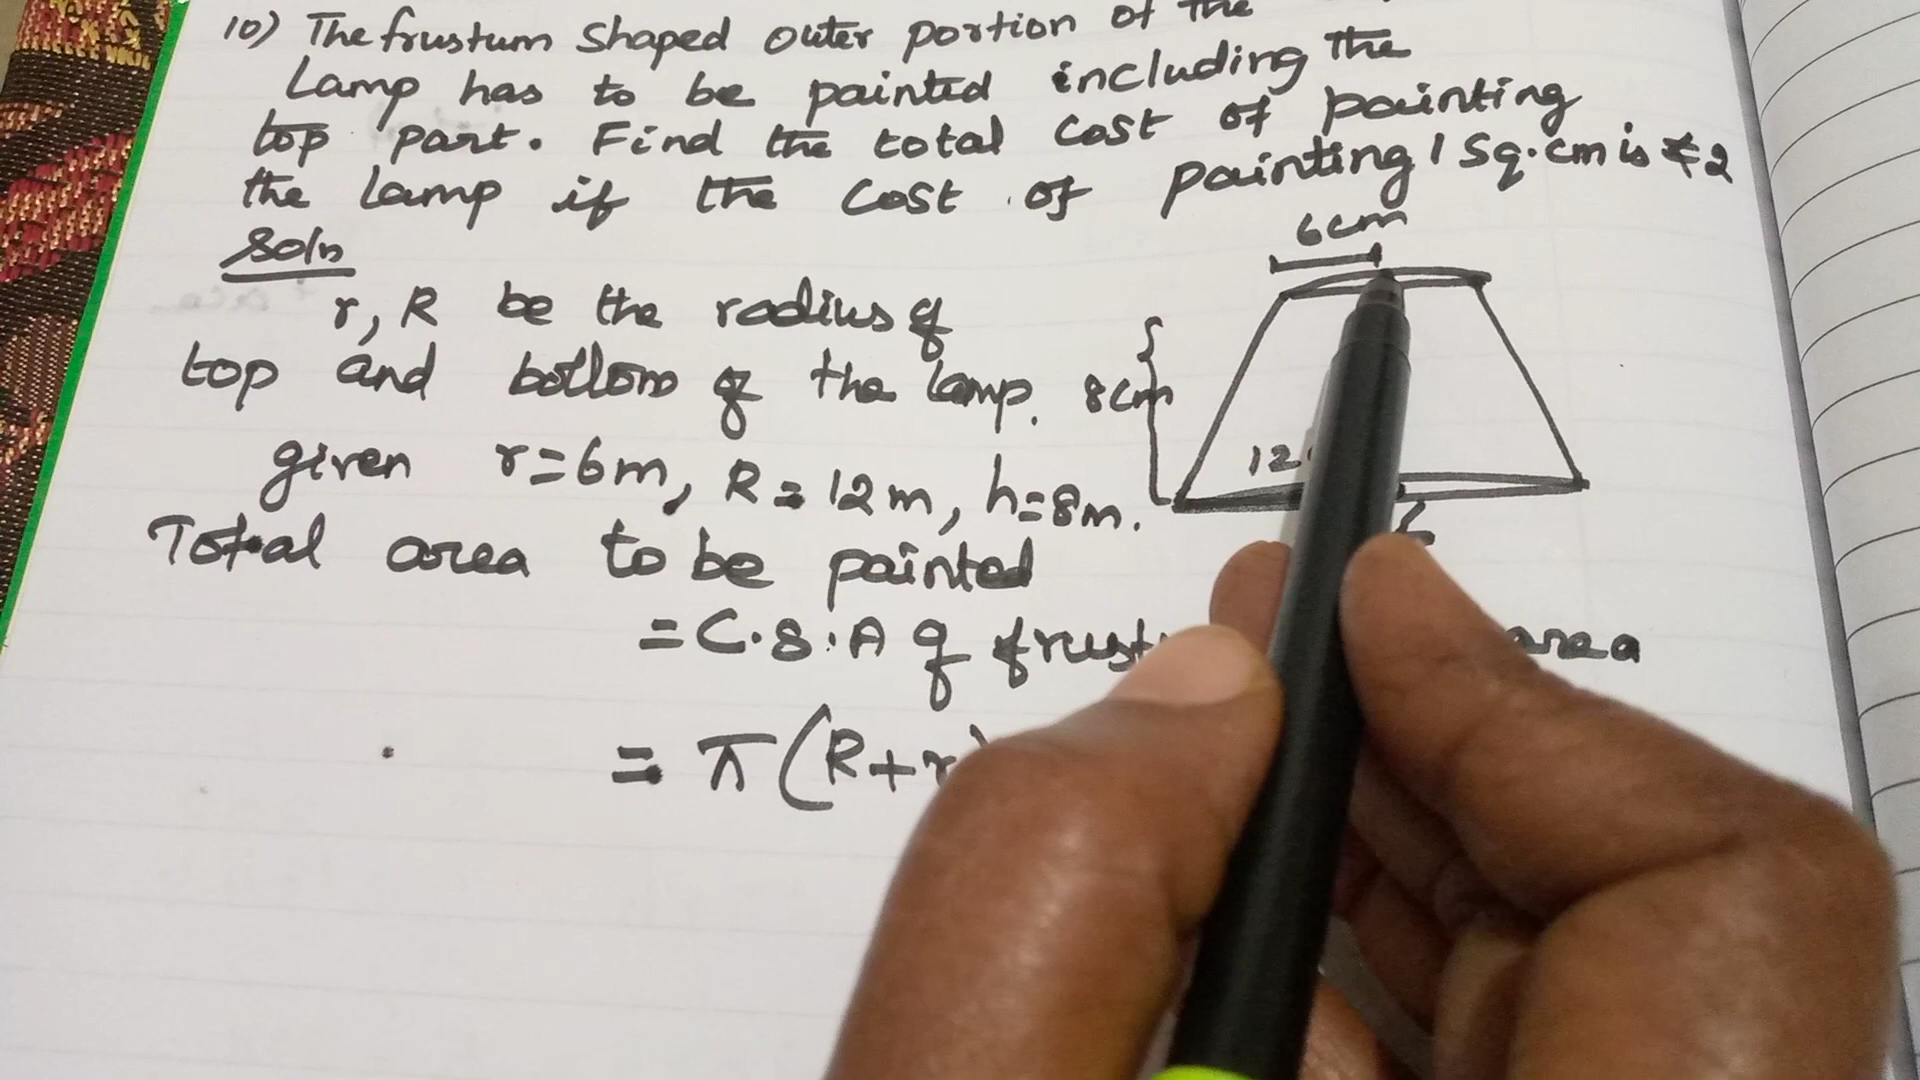 10) The frustum shaped outer portion of the
Lamp has to be painted including the
top part. Find the total cost of painting
the lamp if the cost of painting 1 sq.cm is ₹2
Soln
6cm
r, R be the radius of
top and bottom of the lamp.
8cm
given r=6m, R=12m, h=8m.
12
Total area to be painted
=C.S.A of frust area
= π(R+r)